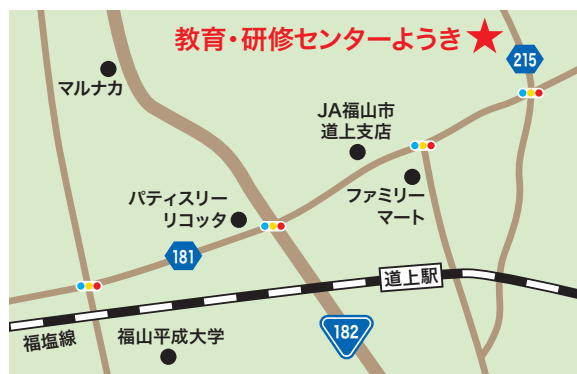 教育・研修センターようき
215
マルナカ
JA福山市
道上支店
パティスリー
リコッタ
ファミリー
マート
181
道上駅
182
福塩線
福山平成大学